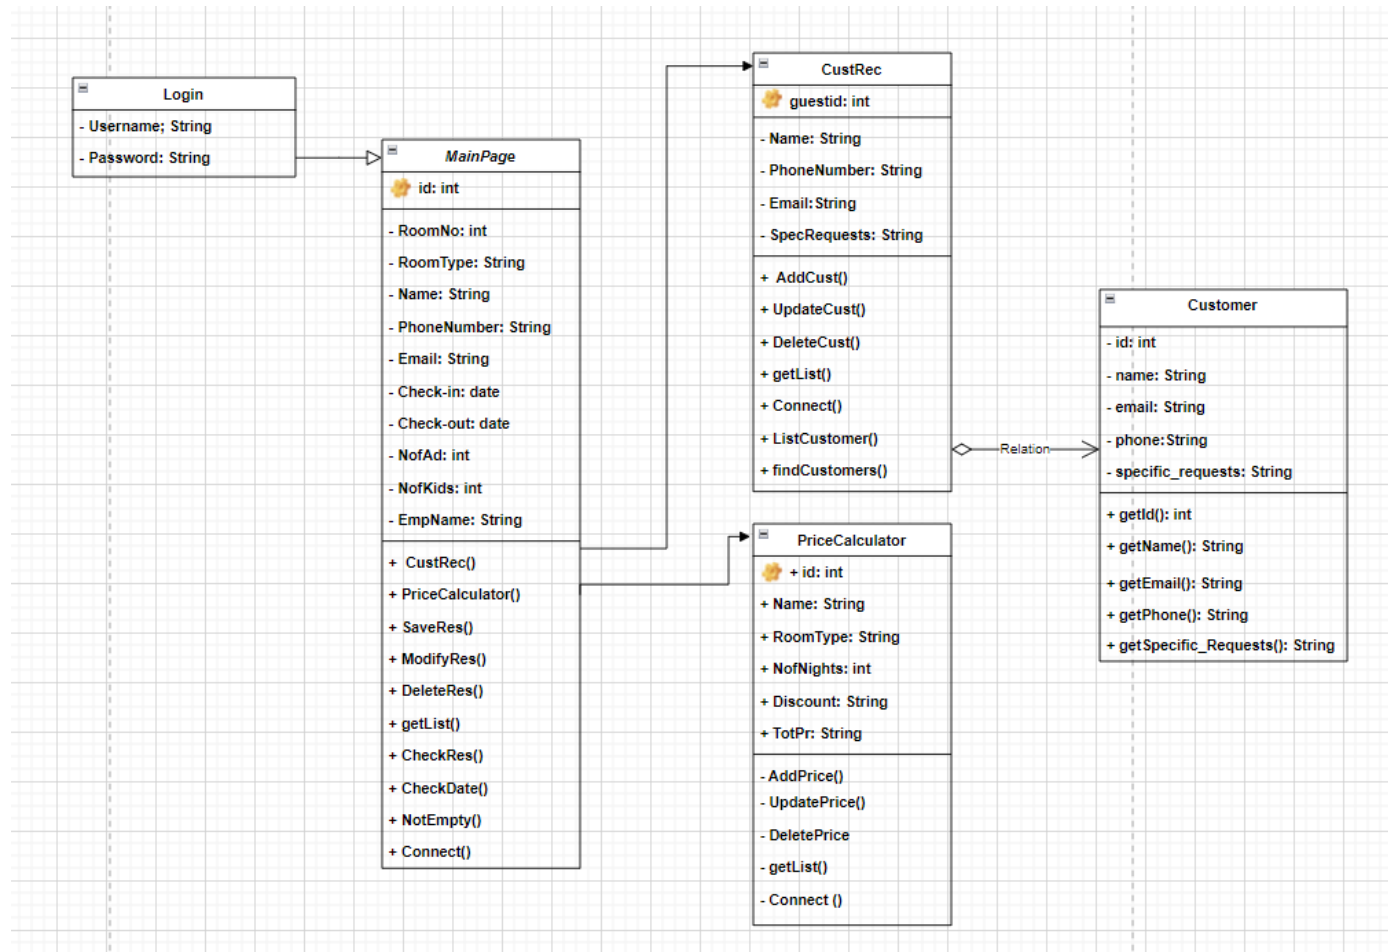 Login
- Username; String
- Password: String
MainPage
id: int
- RoomNo: int
- RoomType: String
- Name: String
- PhoneNumber: String
- Email: String
- Check-in: date
- Check-out: date
- NofAd: int
- NofKids: int
- EmpName: String
+ CustRec()
+ PriceCalculator()
+ SaveRes()
+ ModifyRes()
+ DeleteRes()
+ getList()
+ CheckRes()
+ CheckDate()
+ NotEmpty()
+ Connect()
CustRec
guestid: int
- Name: String
- PhoneNumber: String
- Email:String
- SpecRequests: String
+ AddCust()
+ UpdateCust()
+ DeleteCust()
+ getList()
+ Connect()
+ ListCustomer()
+ findCustomers()
Relation
PriceCalculator
+ id: int
+ Name: String
+ RoomType: String
+ NofNights: int
+ Discount: String
+ TotPr: String
- AddPrice()
- UpdatePrice()
- DeletePrice
- getList()
- Connect ()
Customer
- id: int
- name: String
- email: String
- phone:String
- specific_requests: String
+ getId(): int
+ getName(): String
+ getEmail(): String
+ getPhone(): String
+ getSpecific_Requests(): String